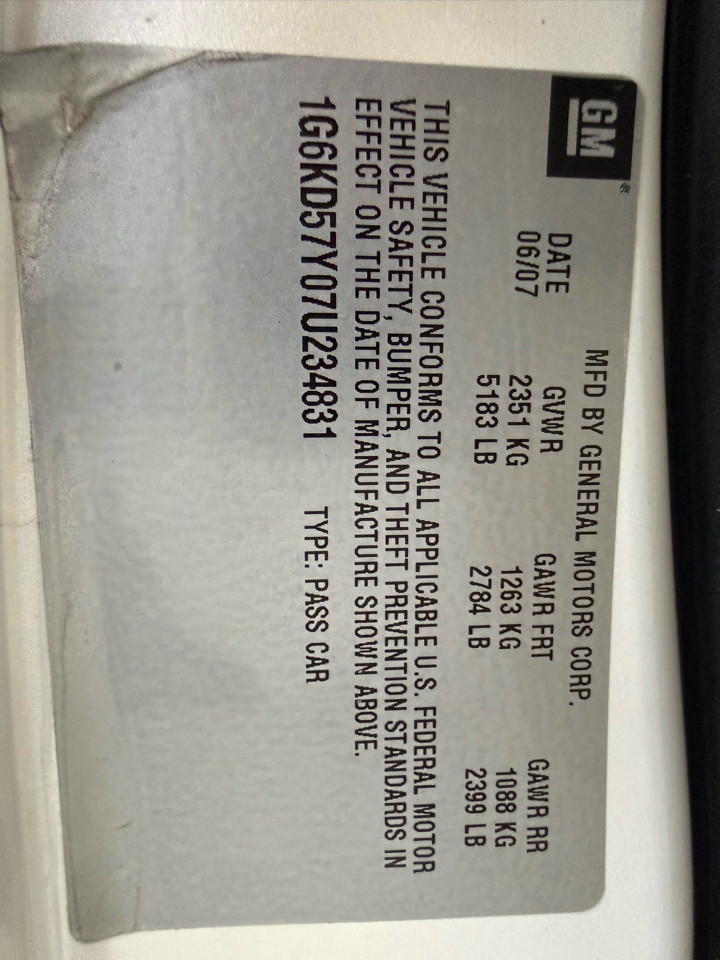 GM®
MFD BY GENERAL MOTORS CORP.
DATE GVWR GAWR FRT GAWR RR
06/07 2351 KG 1263 KG 1088 KG
5183 LB 2784 LB 2399 LB
THIS VEHICLE CONFORMS TO ALL APPLICABLE U.S. FEDERAL MOTOR
VEHICLE SAFETY, BUMPER, AND THEFT PREVENTION STANDARDS IN
EFFECT ON THE DATE OF MANUFACTURE SHOWN ABOVE.
1G6KD57Y07U234831 TYPE: PASS CAR